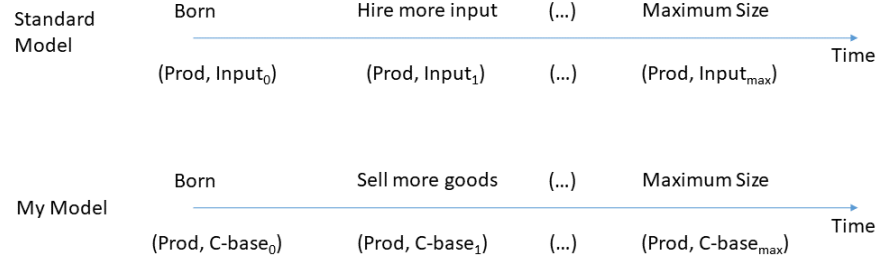 Standard
Model
Born Hire more input (...) Maximum Size
Time
(Prod, Input₀) (Prod, Input₁) (...) (Prod, Inputₘₐₓ)
My Model
Born Sell more goods (...) Maximum Size
Time
(Prod, C-base₀) (Prod, C-base₁) (...) (Prod, C-baseₘₐₓ)